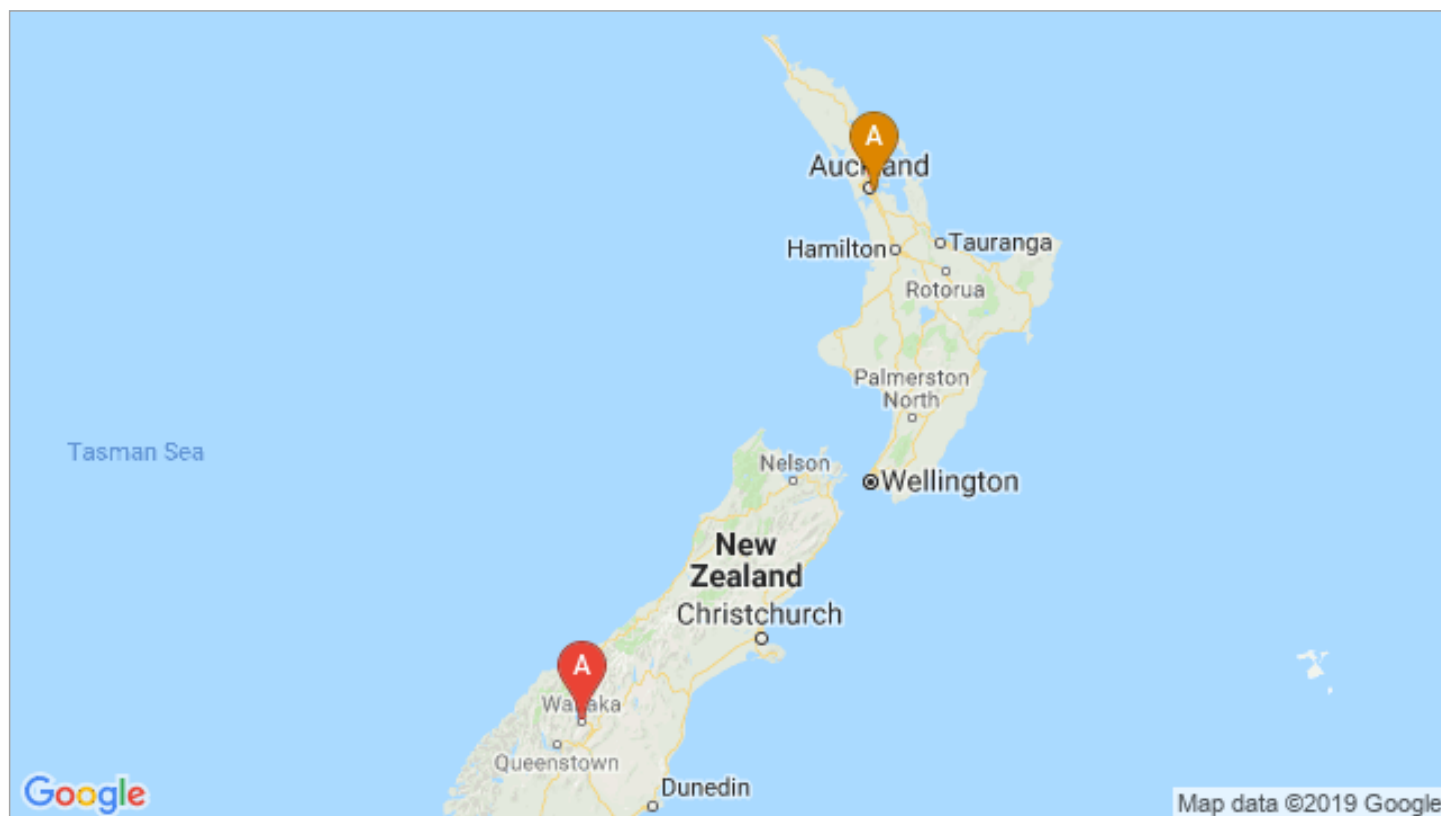 A
Auckland
Hamilton
Tauranga
Rotorua
Palmerston
North
Tasman Sea
Nelson
Wellington
New
Zealand
Christchurch
A
Wanaka
Queenstown
Dunedin
Google
Map data ©2019 Google